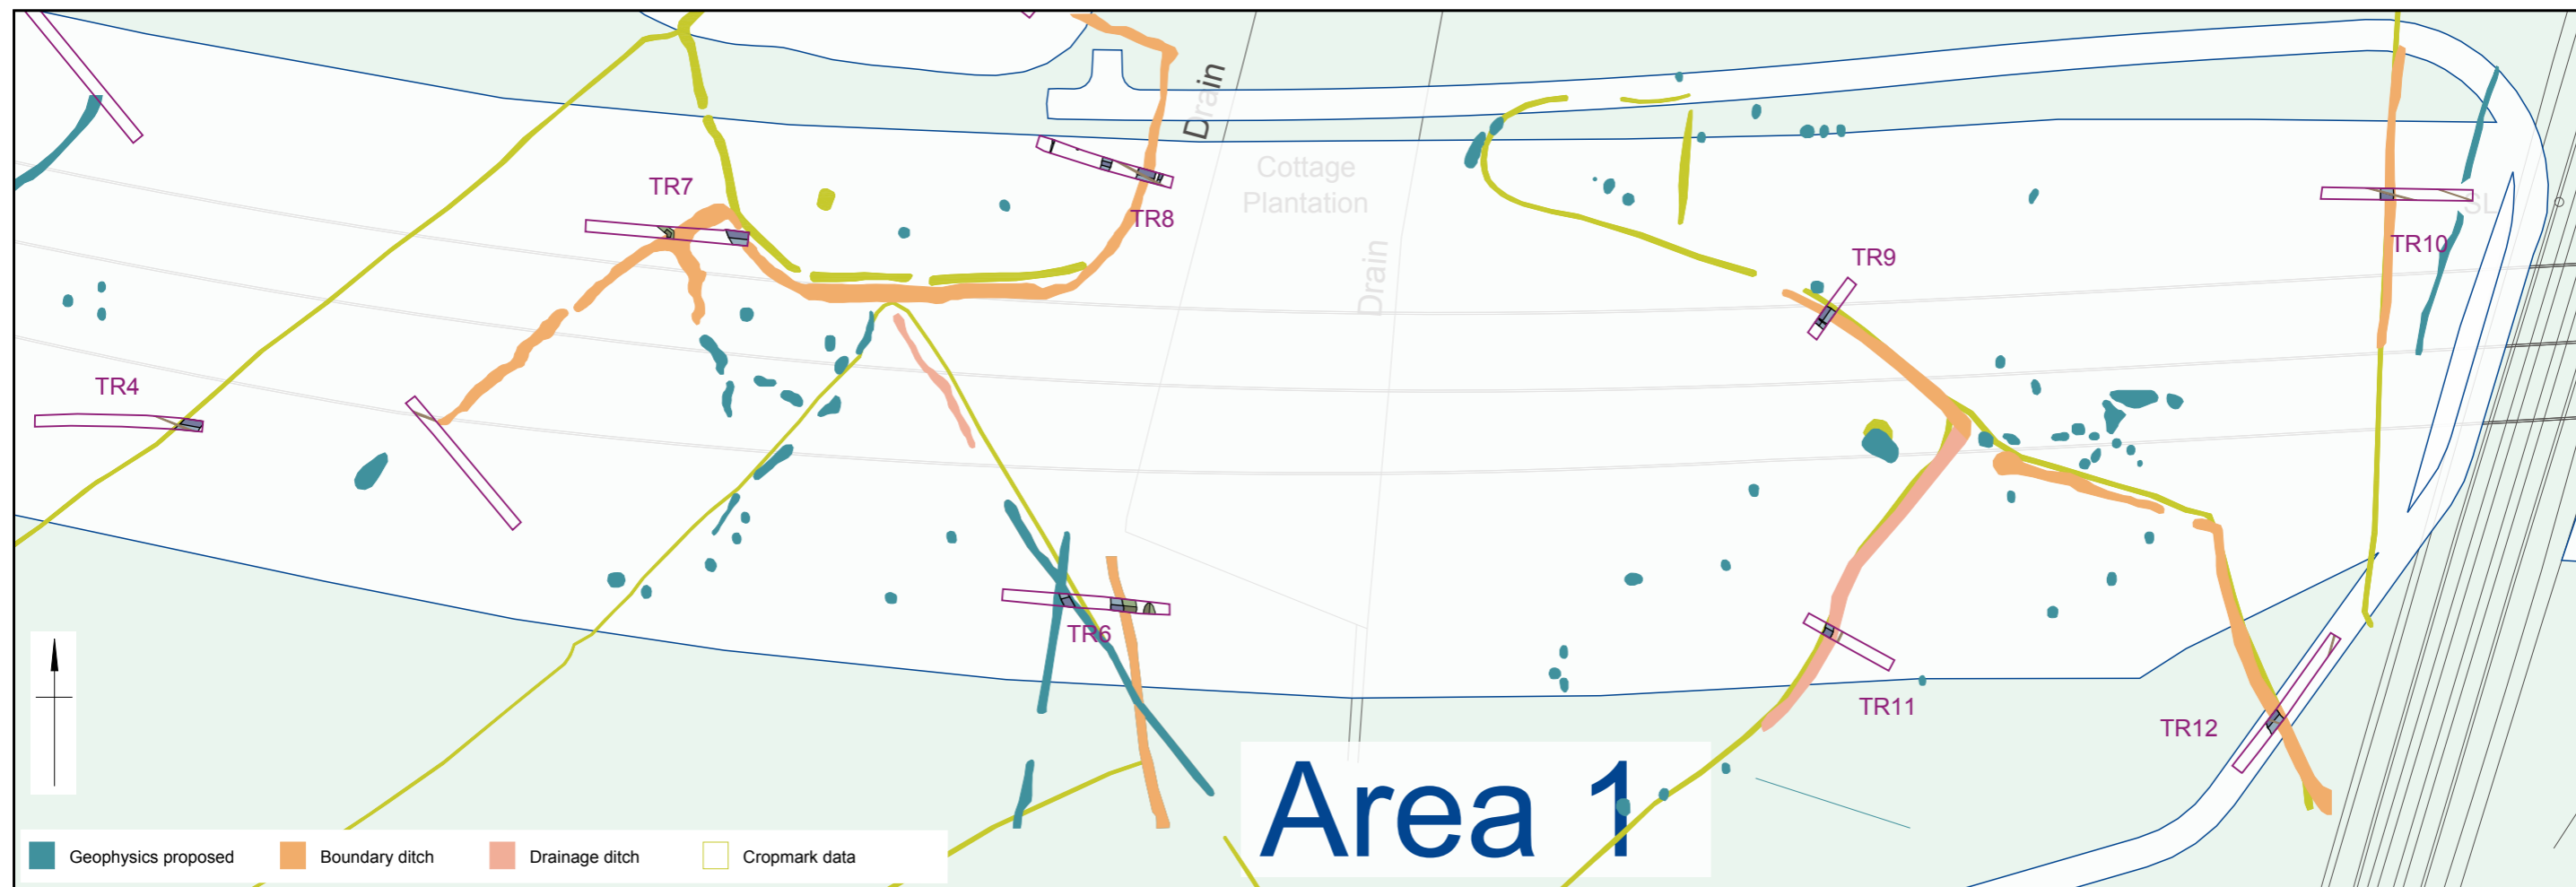 Drain
Cottage
Plantation
TR7
TR8
SL
TR10
TR9
Drain
TR4
TR6
TR11
TR12
Area 1
Geophysics proposed
Boundary ditch
Drainage ditch
Cropmark data